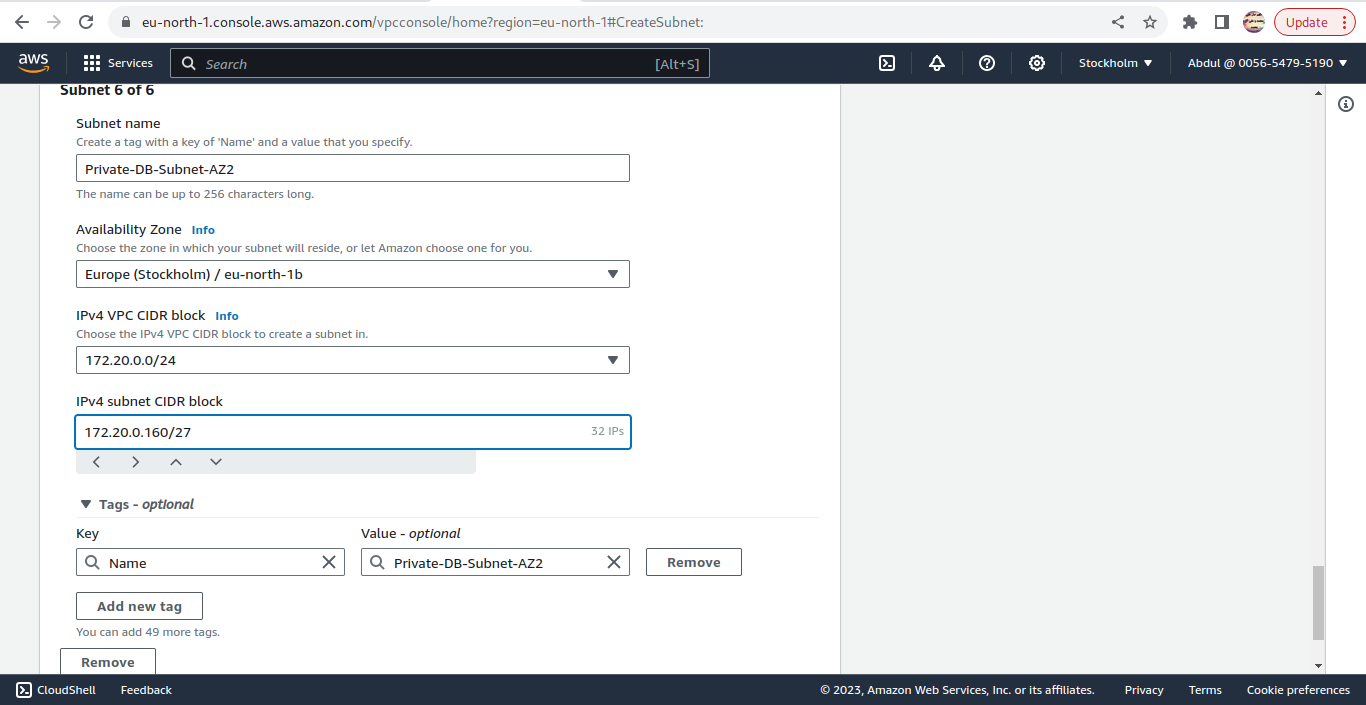 eu-north-1.console.aws.amazon.com/vpcconsole/home?region=eu-north-1#CreateSubnet:
Update
aws
Services
Search
[Alt+S]
Stockholm
Abdul @ 0056-5479-5190
Subnet 6 of 6
Subnet name
Create a tag with a key of 'Name' and a value that you specify.
Private-DB-Subnet-AZ2
The name can be up to 256 characters long.
Availability Zone Info
Choose the zone in which your subnet will reside, or let Amazon choose one for you.
Europe (Stockholm) / eu-north-1b
IPv4 VPC CIDR block Info
Choose the IPv4 VPC CIDR block to create a subnet in.
172.20.0.0/24
IPv4 subnet CIDR block
172.20.0.160/27
32 IPs
Tags - optional
Key
Value - optional
Name
Private-DB-Subnet-AZ2
Remove
Add new tag
You can add 49 more tags.
Remove
CloudShell
Feedback
© 2023, Amazon Web Services, Inc. or its affiliates.
Privacy
Terms
Cookie preferences